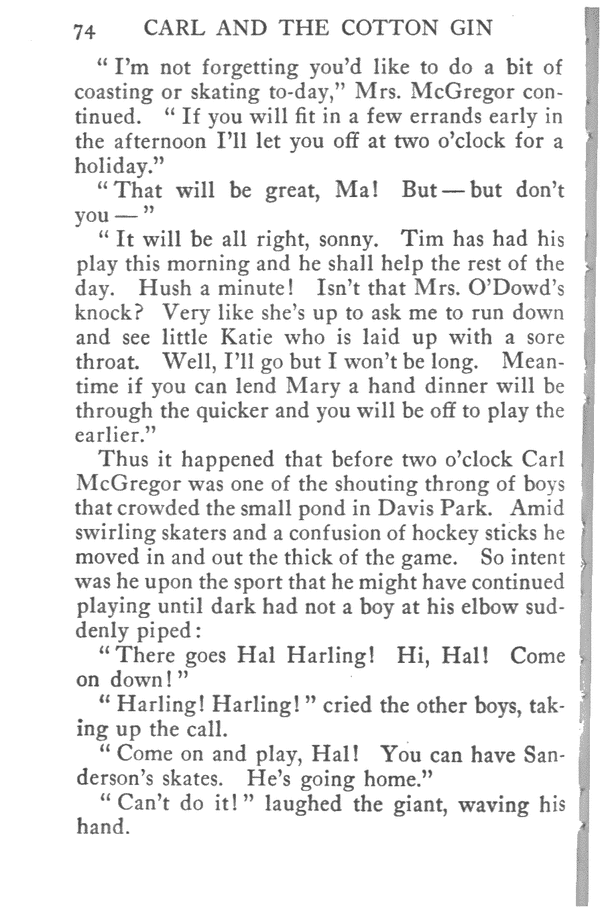 74 CARL AND THE COTTON GIN
“ I’m not forgetting you’d like to do a bit of
coasting or skating to-day,” Mrs. McGregor con-
tinued. “ If you will fit in a few errands early in
the afternoon I’ll let you off at two o’clock for a
holiday.”
“ That will be great, Ma! But — but don’t
you — ”
“ It will be all right, sonny. Tim has had his
play this morning and he shall help the rest of the
day. Hush a minute! Isn’t that Mrs. O’Dowd’s
knock? Very like she’s up to ask me to run down
and see little Katie who is laid up with a sore
throat. Well, I’ll go but I won’t be long. Mean-
time if you can lend Mary a hand dinner will be
through the quicker and you will be off to play the
earlier.”
Thus it happened that before two o’clock Carl
McGregor was one of the shouting throng of boys
that crowded the small pond in Davis Park. Amid
swirling skaters and a confusion of hockey sticks he
moved in and out the thick of the game. So intent
was he upon the sport that he might have continued
playing until dark had not a boy at his elbow sud-
denly piped:
“ There goes Hal Harling! Hi, Hal! Come
on down! ”
“ Harling! Harling! ” cried the other boys, tak-
ing up the call.
“ Come on and play, Hal! You can have San-
derson’s skates. He’s going home.”
“ Can’t do it! ” laughed the giant, waving his
hand.